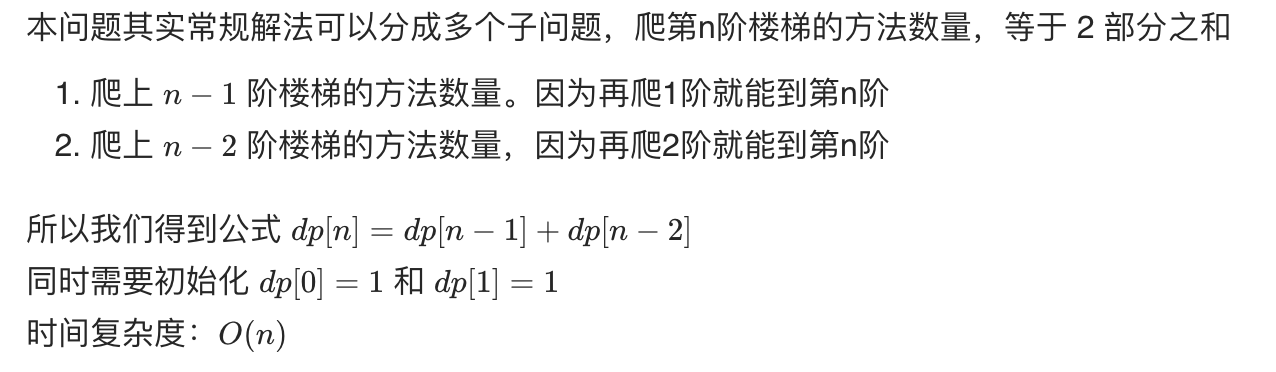 本问题其实常规解法可以分成多个子问题，爬第n阶楼梯的方法数量，等于 2 部分之和
1. 爬上 n − 1 阶楼梯的方法数量。因为再爬1阶就能到第n阶
2. 爬上 n − 2 阶楼梯的方法数量，因为再爬2阶就能到第n阶
所以我们得到公式 dp[n] = dp[n − 1] + dp[n − 2]
同时需要初始化 dp[0] = 1 和 dp[1] = 1
时间复杂度：O(n)